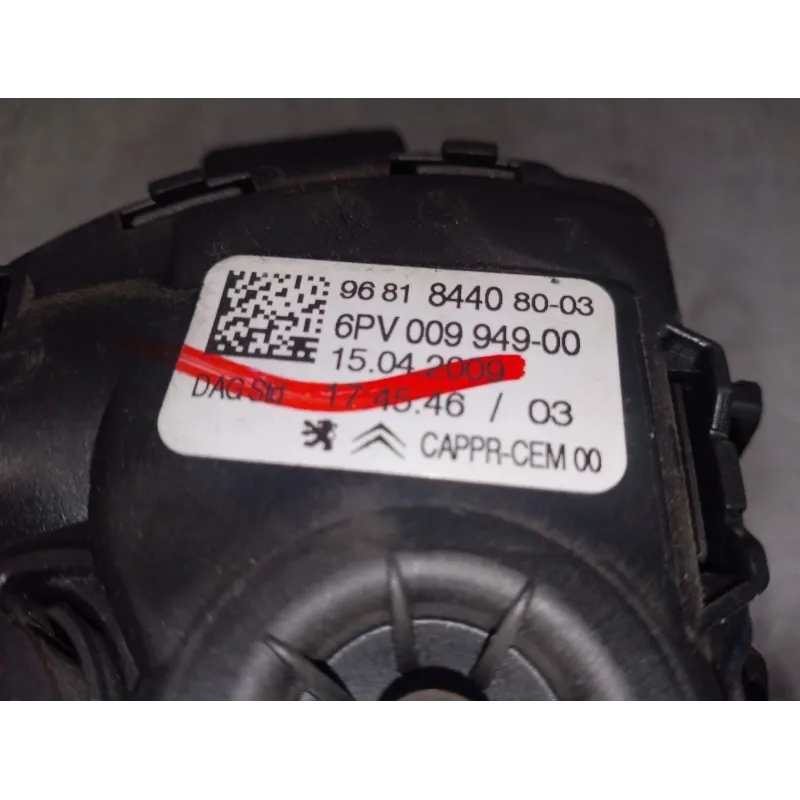 96 81 8440 80-03
6PV 009 949-00
15.04.2009
DAG Std 17 45.46 / 03
CAPPR-CEM 00